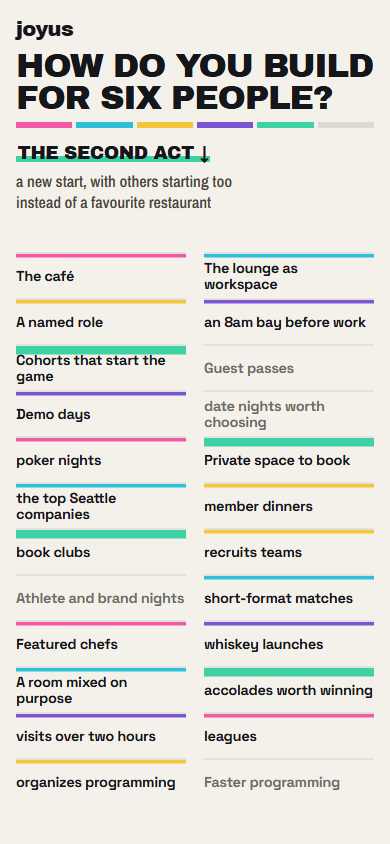 joyus
HOW DO YOU BUILD
FOR SIX PEOPLE?
THE SECOND ACT ↓
a new start, with others starting too
instead of a favourite restaurant
The café
The lounge as
workspace
A named role
an 8am bay before work
Cohorts that start the
game
Guest passes
Demo days
date nights worth
choosing
poker nights
Private space to book
the top Seattle
companies
member dinners
book clubs
recruits teams
Athlete and brand nights
short-format matches
Featured chefs
whiskey launches
A room mixed on
purpose
accolades worth winning
visits over two hours
leagues
organizes programming
Faster programming